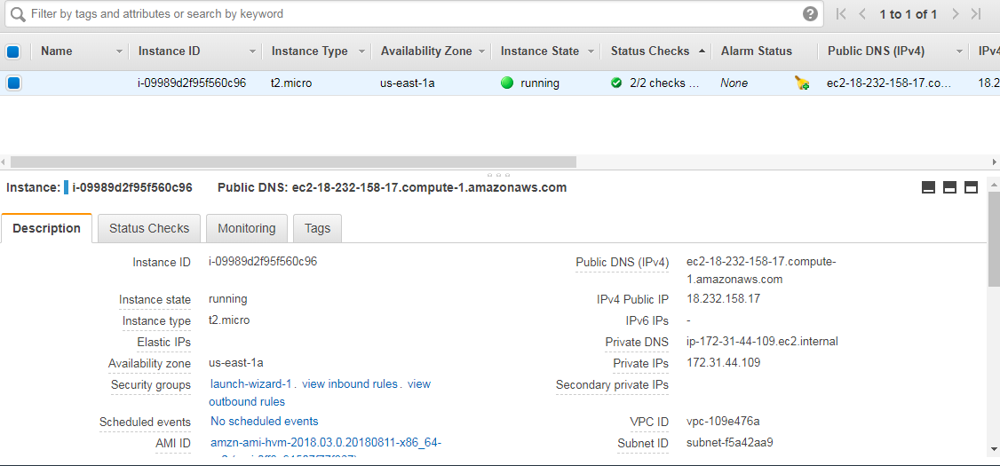 Filter by tags and attributes or search by keyword
1 to 1 of 1
Name Instance ID Instance Type Availability Zone Instance State Status Checks Alarm Status Public DNS (IPv4) IPv4
i-09989d2f95f560c96 t2.micro us-east-1a running 2/2 checks ... None ec2-18-232-158-17.co... 18.2
Instance: i-09989d2f95f560c96 Public DNS: ec2-18-232-158-17.compute-1.amazonaws.com
Description Status Checks Monitoring Tags
Instance ID i-09989d2f95f560c96 Public DNS (IPv4) ec2-18-232-158-17.compute-
1.amazonaws.com
Instance state running IPv4 Public IP 18.232.158.17
Instance type t2.micro IPv6 IPs -
Elastic IPs Private DNS ip-172-31-44-109.ec2.internal
Availability zone us-east-1a Private IPs 172.31.44.109
Security groups launch-wizard-1. view inbound rules. view Secondary private IPs
outbound rules
Scheduled events No scheduled events VPC ID vpc-109e476a
AMI ID amzn-ami-hvm-2018.03.0.20180811-x86_64- Subnet ID subnet-f5a42aa9